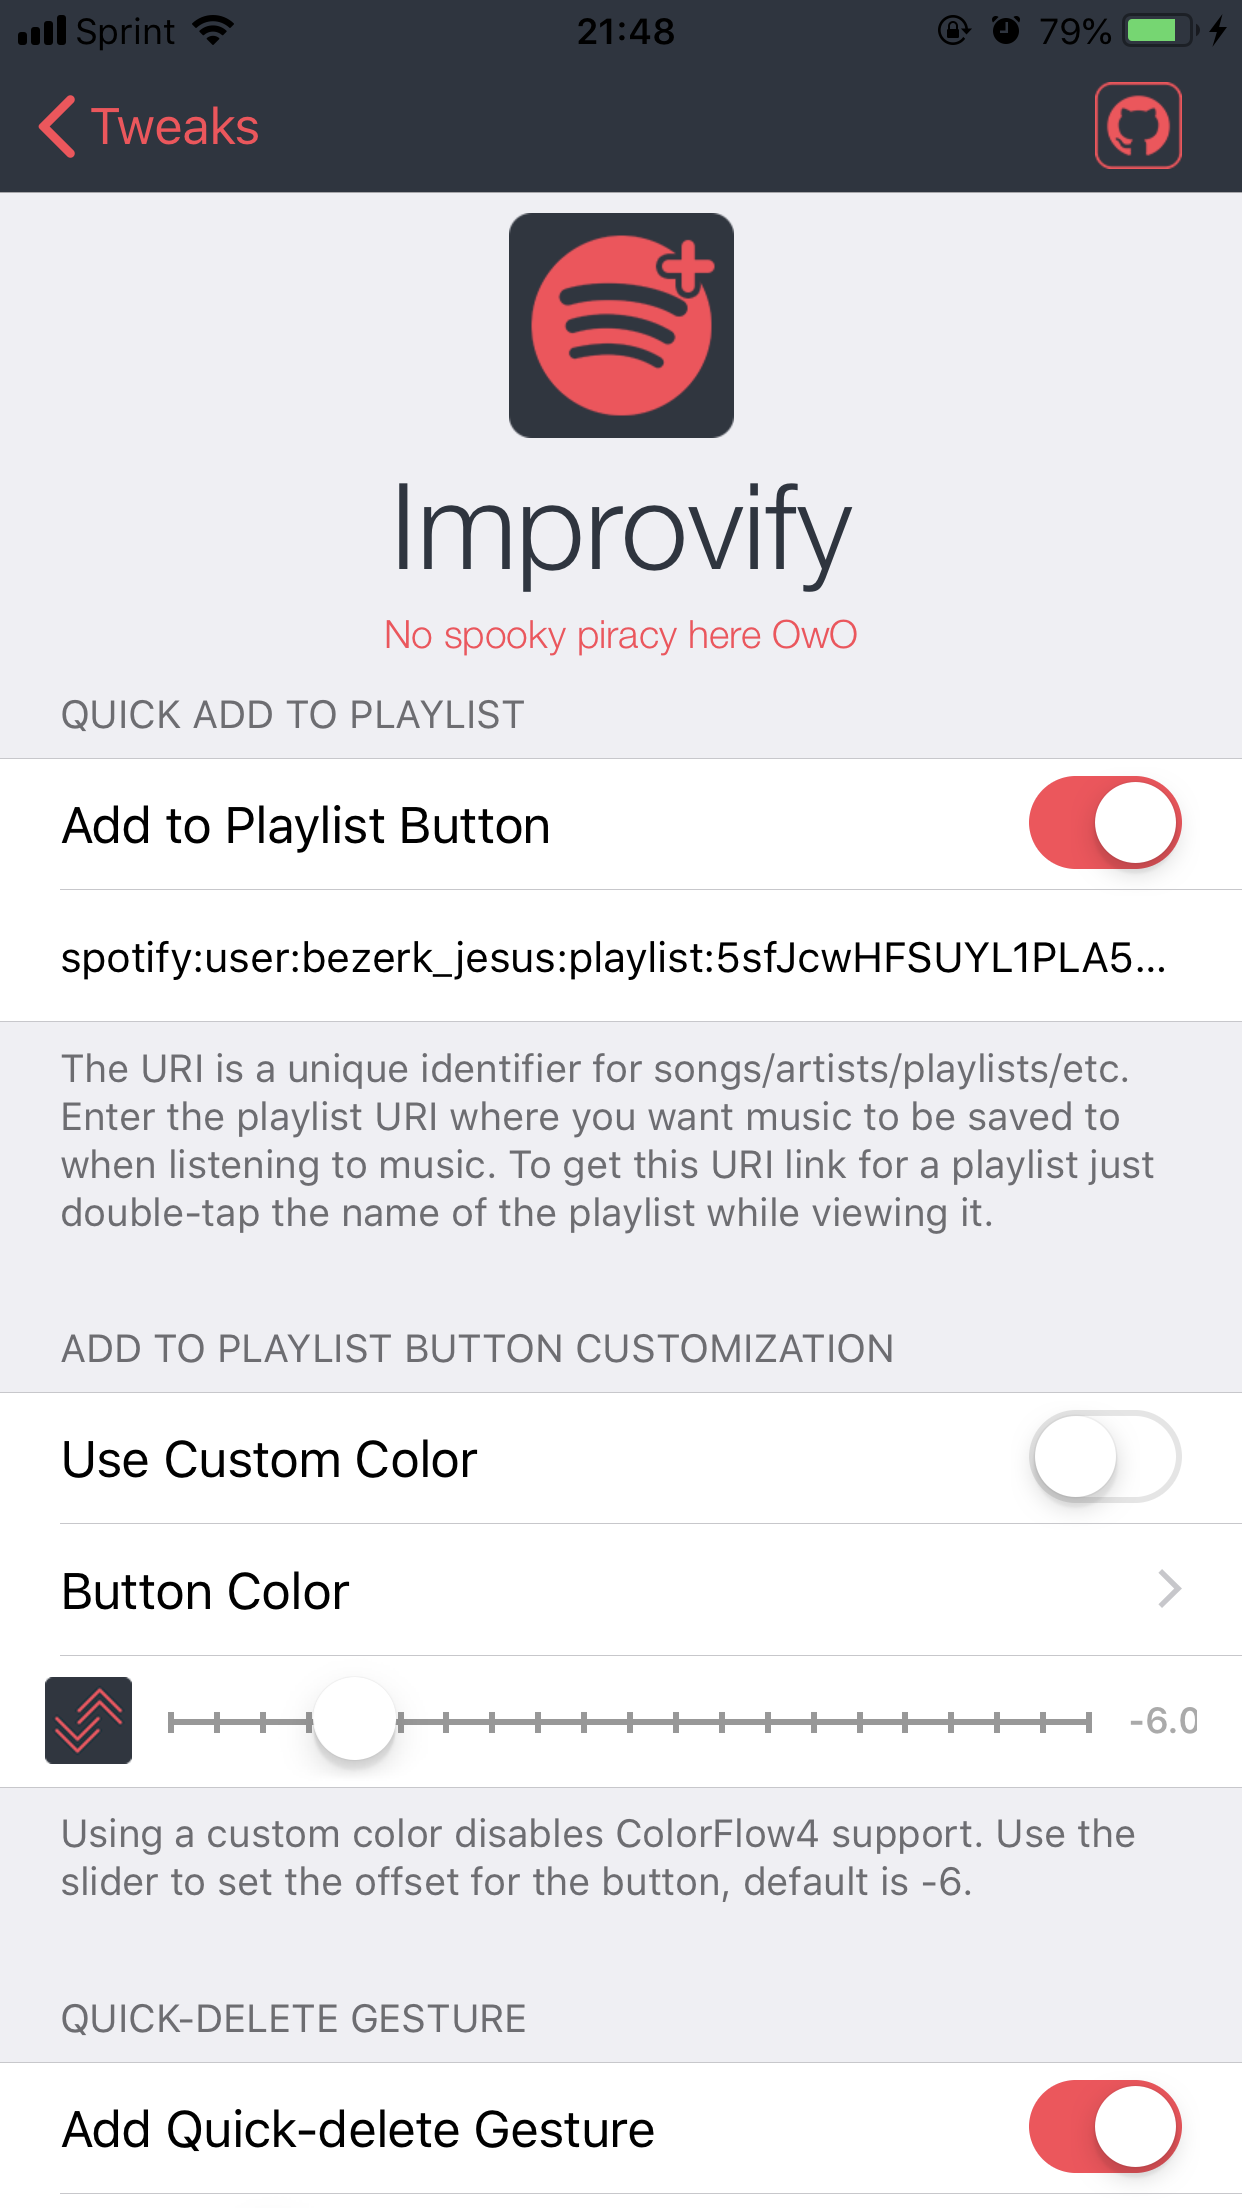 Sprint 21:48 79%
Tweaks
Improvify
No spooky piracy here OwO
QUICK ADD TO PLAYLIST
Add to Playlist Button
spotify:user:bezerk_jesus:playlist:5sfJcwHFSUYL1PLA5...
The URI is a unique identifier for songs/artists/playlists/etc.
Enter the playlist URI where you want music to be saved to
when listening to music. To get this URI link for a playlist just
double-tap the name of the playlist while viewing it.
ADD TO PLAYLIST BUTTON CUSTOMIZATION
Use Custom Color
Button Color
-6.0
Using a custom color disables ColorFlow4 support. Use the
slider to set the offset for the button, default is -6.
QUICK-DELETE GESTURE
Add Quick-delete Gesture